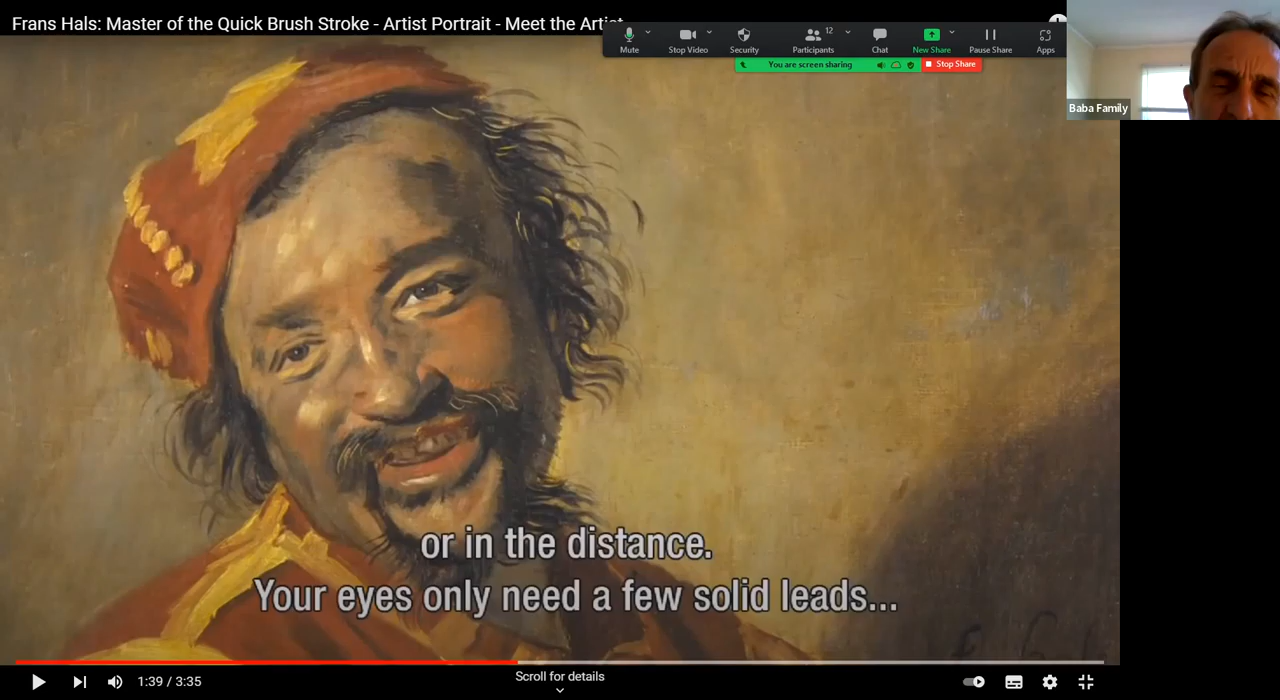 Frans Hals: Master of the Quick Brush Stroke - Artist Portrait - Meet the Artist
Mute
Stop Video
Security
12
Participants
Chat
New Share
Pause Share
Apps
You are screen sharing
Stop Share
Baba Family
or in the distance.
Your eyes only need a few solid leads...
1:39 / 3:35
Scroll for details